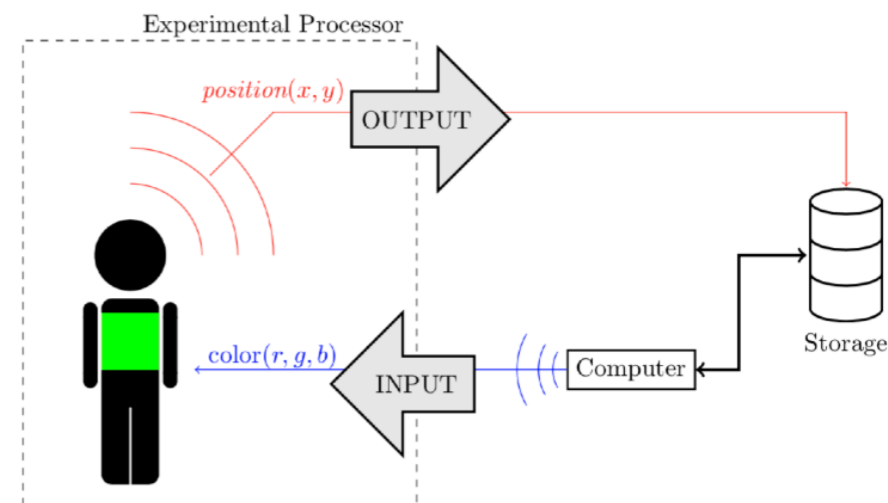 Experimental Processor
position(x, y)
OUTPUT
color(r, g, b)
INPUT
Computer
Storage